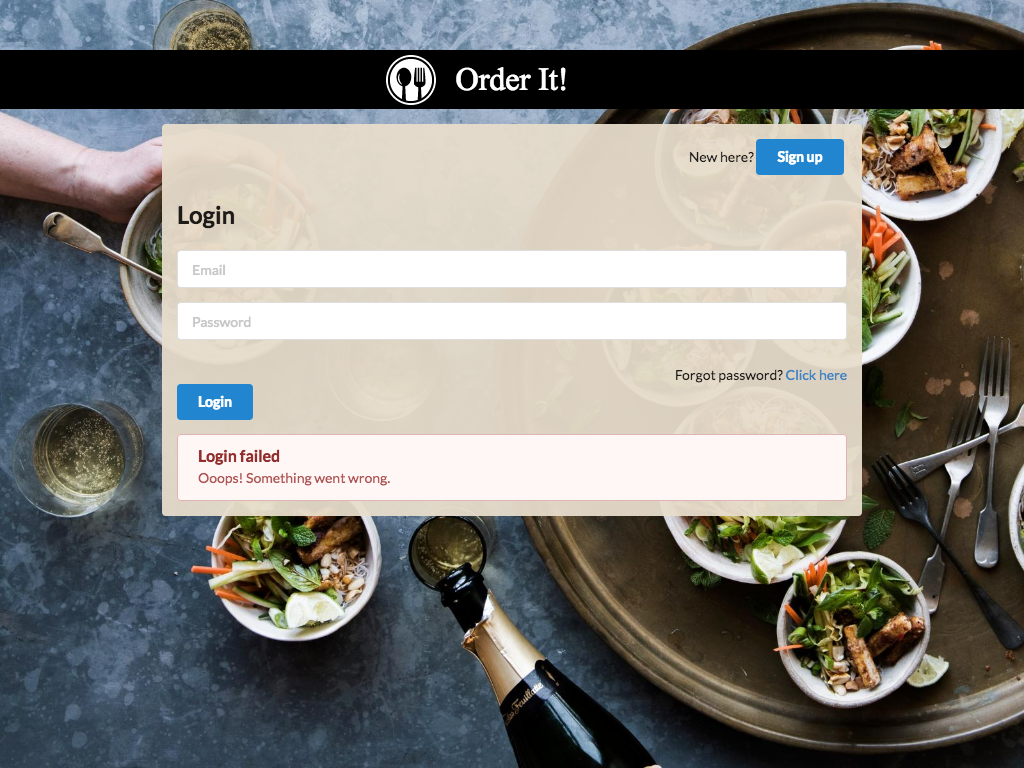 Order It!
New here? Sign up
Login
Email
Password
Forgot password? Click here
Login
Login failed
Ooops! Something went wrong.